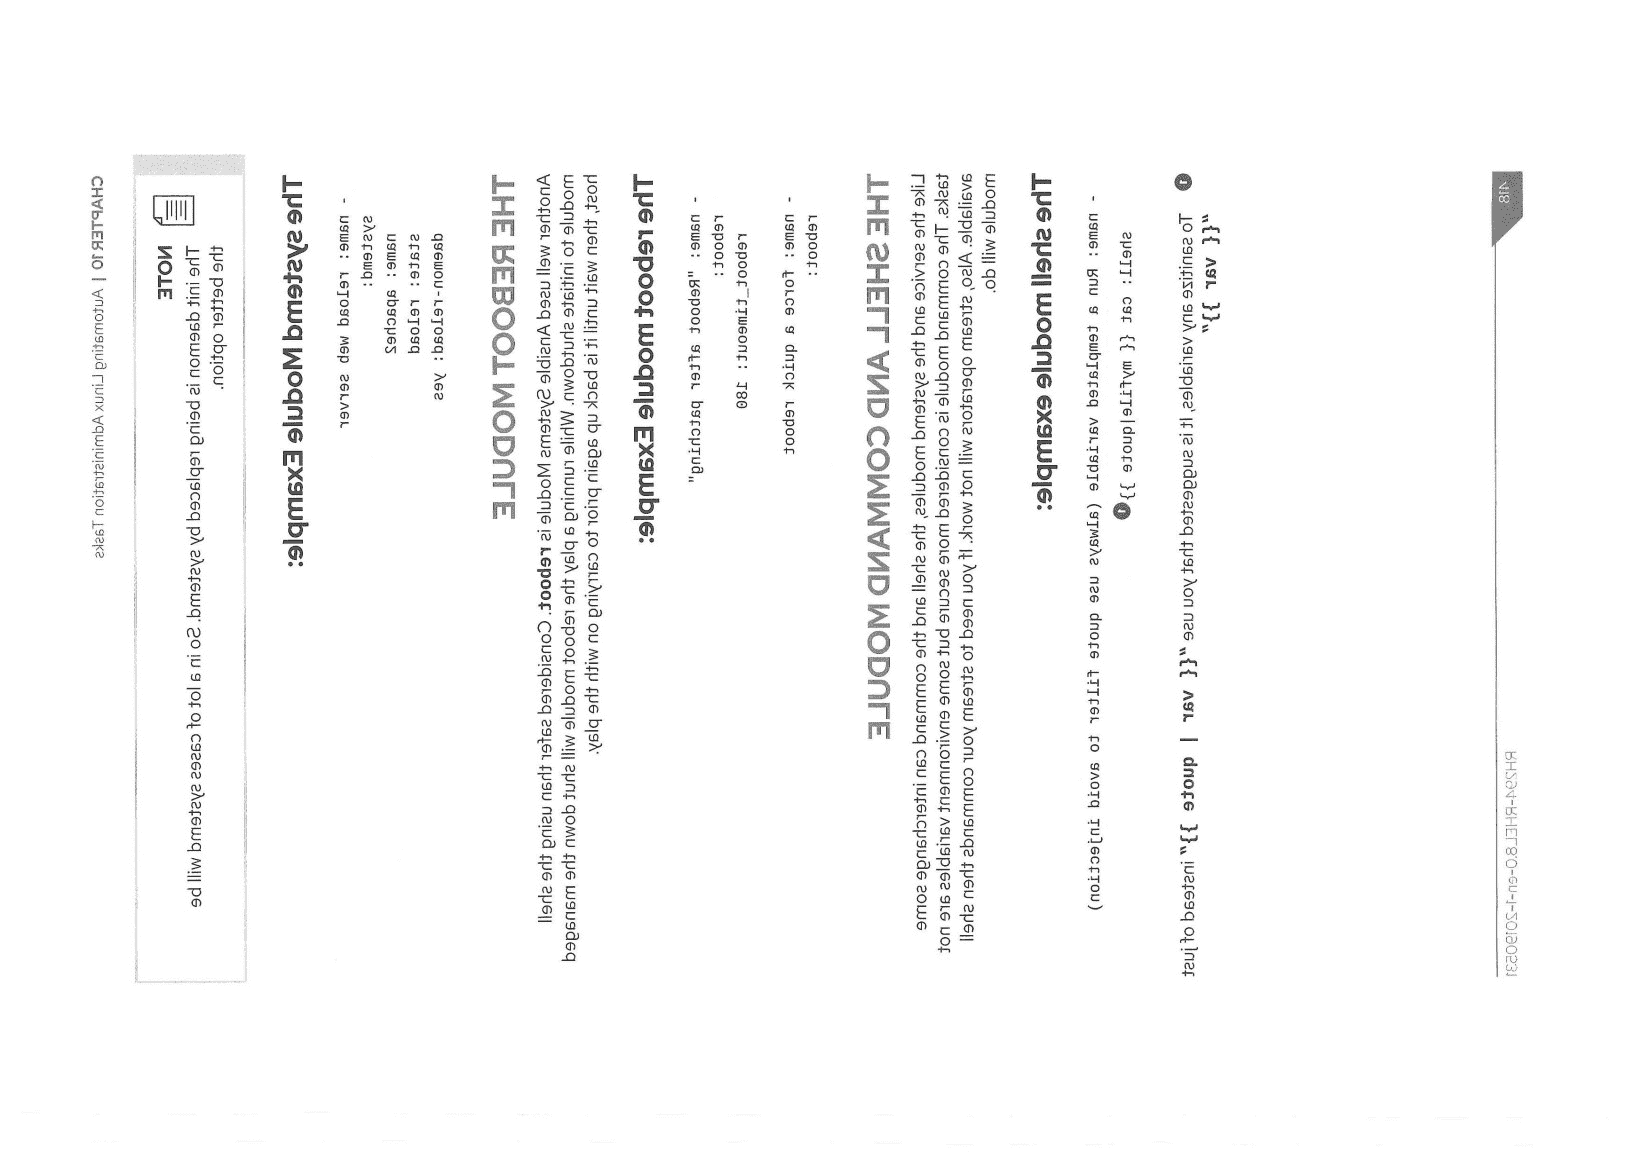 CHAPTER 10 | Automating Linux Administration Tasks
NOTE
The init daemon is being replaced by systemd. So in a lot of cases systemd will be
the better option.
The systemd Module Example::
- name: reload web server
systemd:
name: apache2
state: reload
daemon-reload: yes
THE REBOOT MODULE
Another well used Ansible Systems Module is reboot. Considered safer than using the shell
module to initiate shutdown. While running a play the reboot module will shut down the managed
host, then wait until it is back up again prior to carrying on with the play.
The reboot module Example::
- name: "Reboot after patching"
reboot:
reboot_timeout: 180
- name: force a quick reboot
reboot:
THE SHELL AND COMMAND MODULE
Like the service and the systemd modules, the shell and the command can interchange some
tasks. The command module is considered more secure but some environment variables are not
available. Also, stream operators will not work. If you need to stream your commands then shell
module will do.
The shell module example::
- name: Run a templated variable (always use quote filter to avoid injection)
shell: cat {{ myfile|quote }} 1
1 To sanitize any variables, It is suggested that you use "{{ var | quote }}" instead of just
"{{ var }}"
418
RH294-RHEL8.0-en-1-20190531